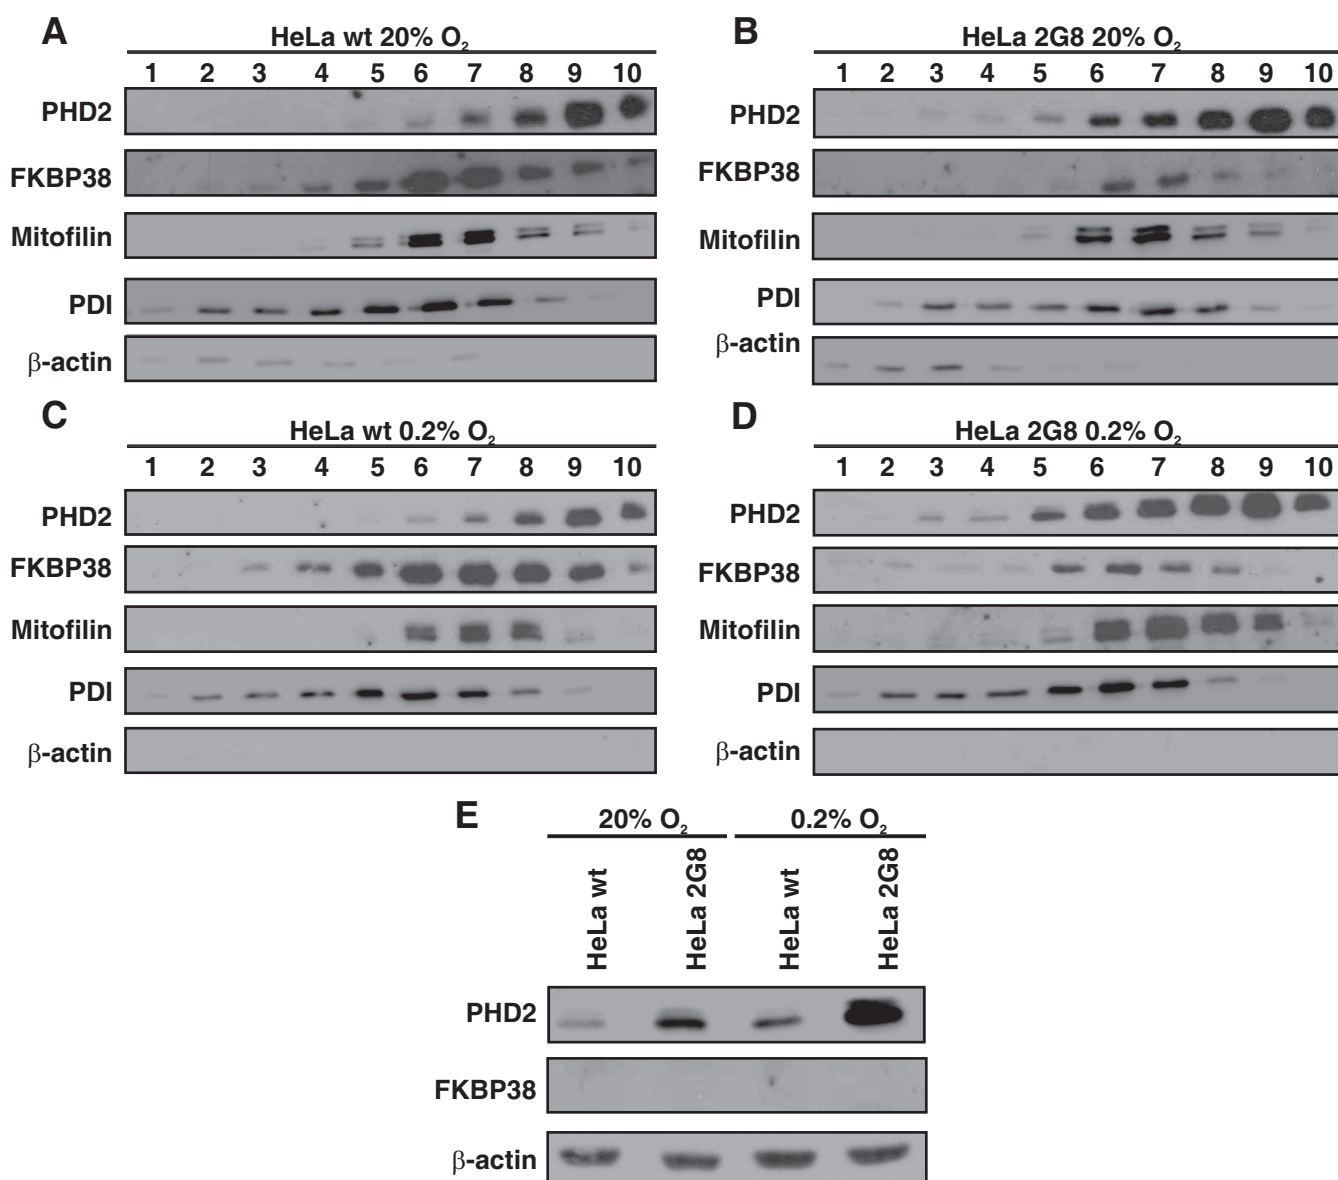 A
HeLa wt 20% O₂
1 2 3 4 5 6 7 8 9 10
PHD2
FKBP38
Mitofilin
PDI
β-actin
B
HeLa 2G8 20% O₂
1 2 3 4 5 6 7 8 9 10
PHD2
FKBP38
Mitofilin
PDI
β-actin
C
HeLa wt 0.2% O₂
1 2 3 4 5 6 7 8 9 10
PHD2
FKBP38
Mitofilin
PDI
β-actin
D
HeLa 2G8 0.2% O₂
1 2 3 4 5 6 7 8 9 10
PHD2
FKBP38
Mitofilin
PDI
β-actin
E
20% O₂ 0.2% O₂
HeLa wt
HeLa 2G8
HeLa wt
HeLa 2G8
PHD2
FKBP38
β-actin